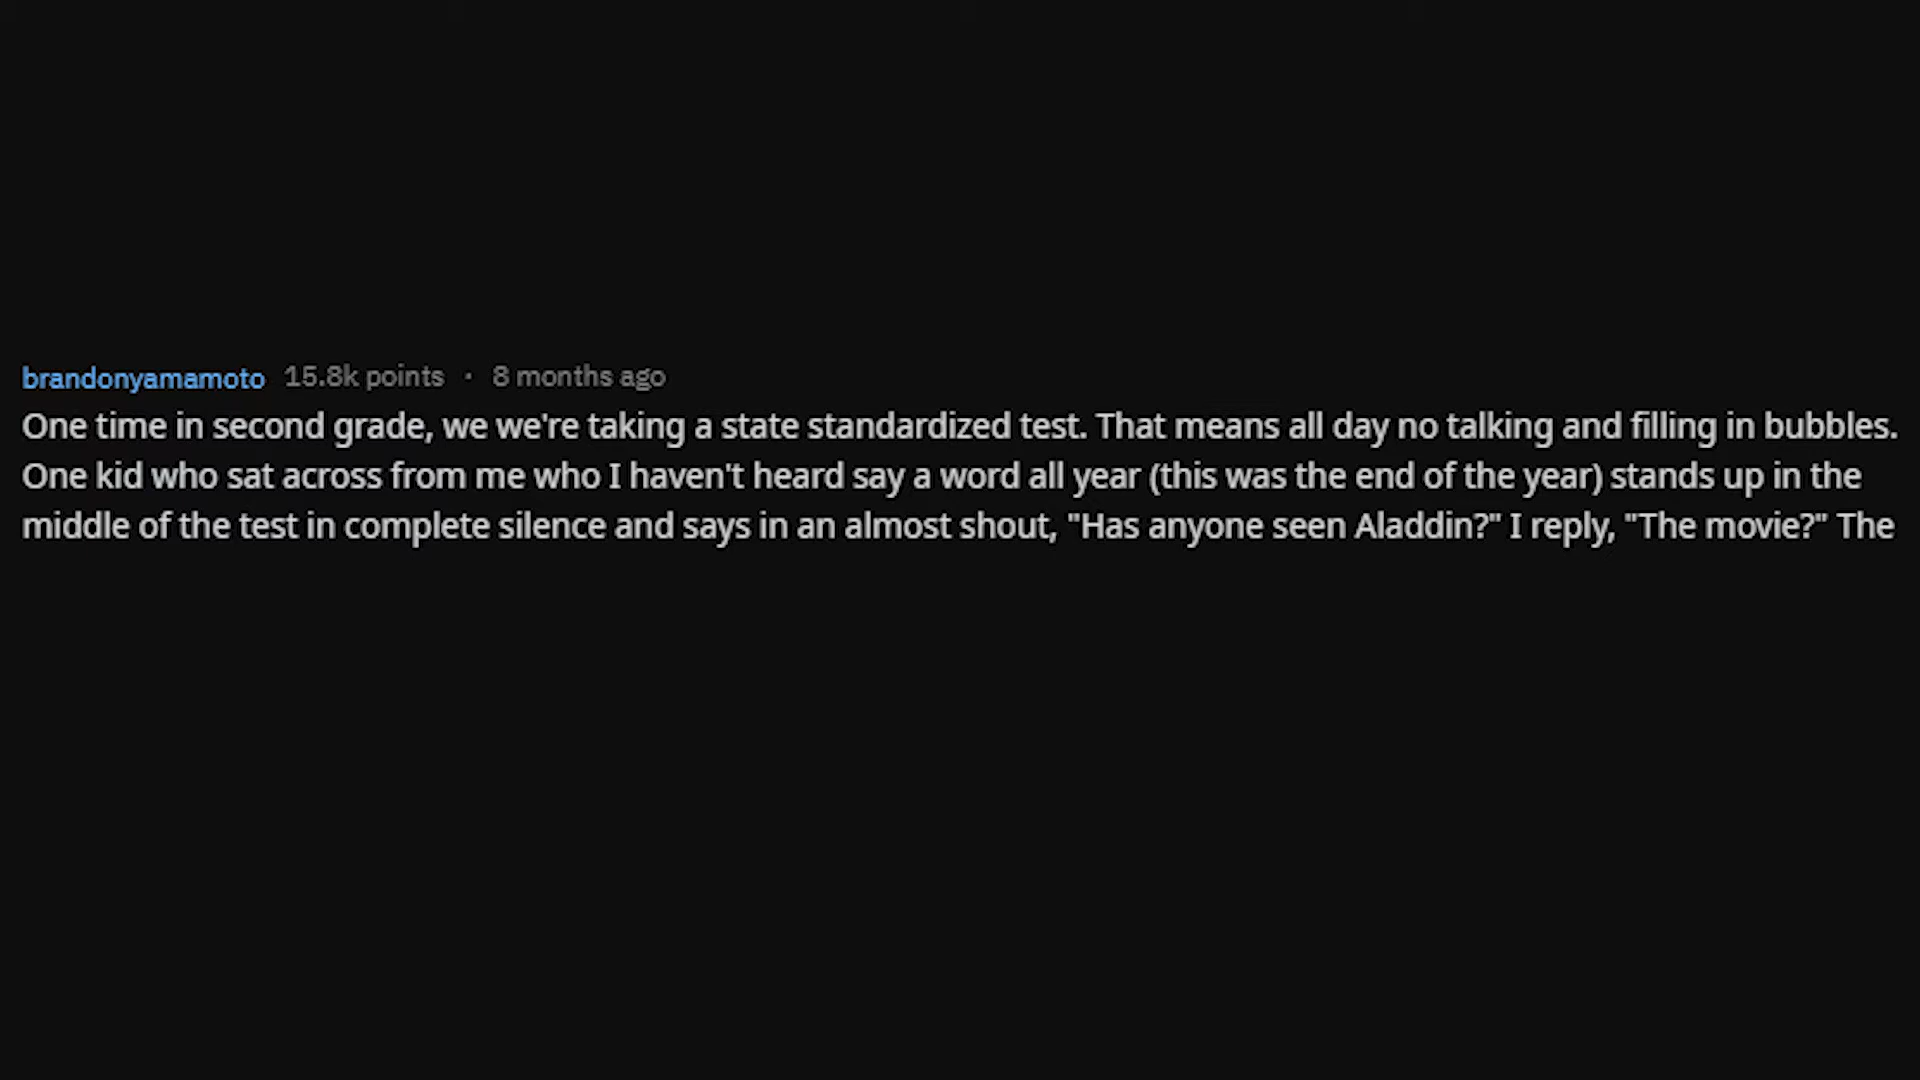 brandonyamamoto 15.8k points · 8 months ago
One time in second grade, we we're taking a state standardized test. That means all day no talking and filling in bubbles.
One kid who sat across from me who I haven't heard say a word all year (this was the end of the year) stands up in the
middle of the test in complete silence and says in an almost shout, "Has anyone seen Aladdin?" I reply, "The movie?" The